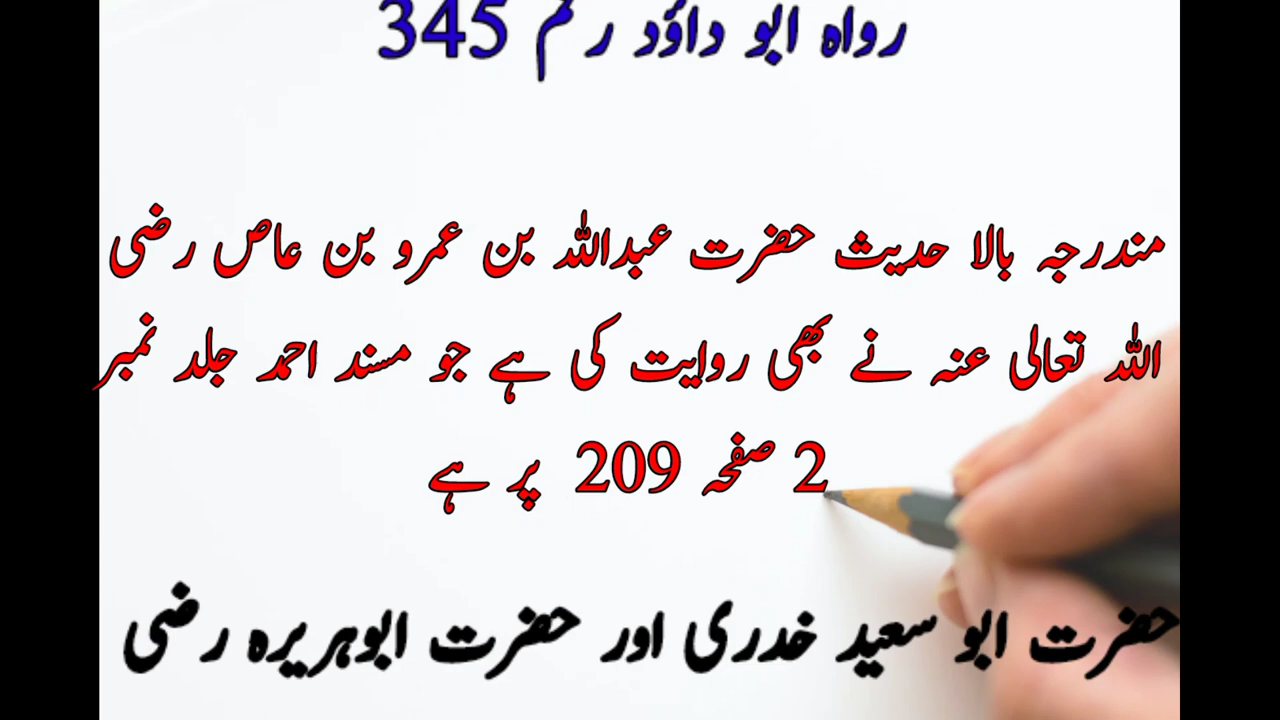 رواہ ابو داؤد رقم 345
مندرجہ بالا حدیث حضرت عبداللہ بن عمرو بن عاص رضی
اللہ تعالی عنہ نے بھی روایت کی ہے جو مسند احمد جلد نمبر
2 صفحہ 209 پر ہے
حضرت ابو سعید خدری اور حضرت ابوہریرہ رضی